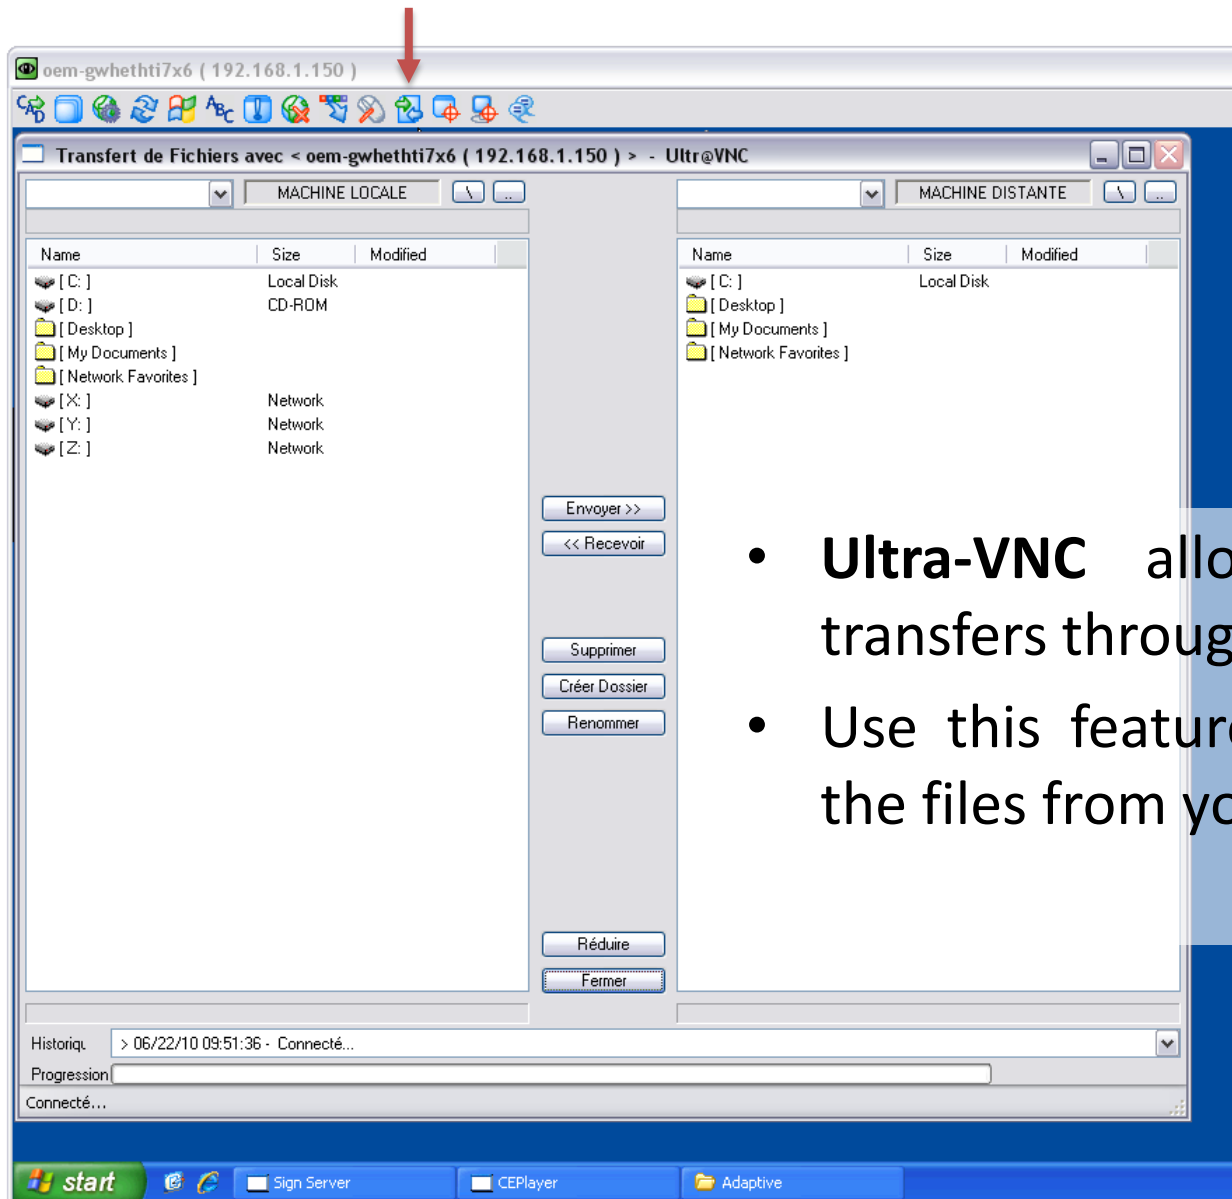 oem-gwhethti7x6 ( 192.168.1.150 )
Transfert de Fichiers avec < oem-gwhethti7x6 ( 192.168.1.150 ) > - Ultr@VNC
MACHINE LOCALE \ ..
MACHINE DISTANTE \ ..
Name Size Modified
[ C: ] Local Disk
[ D: ] CD-ROM
[ Desktop ]
[ My Documents ]
[ Network Favorites ]
[ X: ] Network
[ Y: ] Network
[ Z: ] Network
Name Size Modified
[ C: ] Local Disk
[ Desktop ]
[ My Documents ]
[ Network Favorites ]
Envoyer >>
<< Recevoir
Supprimer
Créer Dossier
Renommer
Réduire
Fermer
• Ultra-VNC allo
transfers throug
• Use this feature
the files from yo
Historiqu > 06/22/10 09:51:36 - Connecté...
Progression
Connecté...
start Sign Server CEPlayer Adaptive